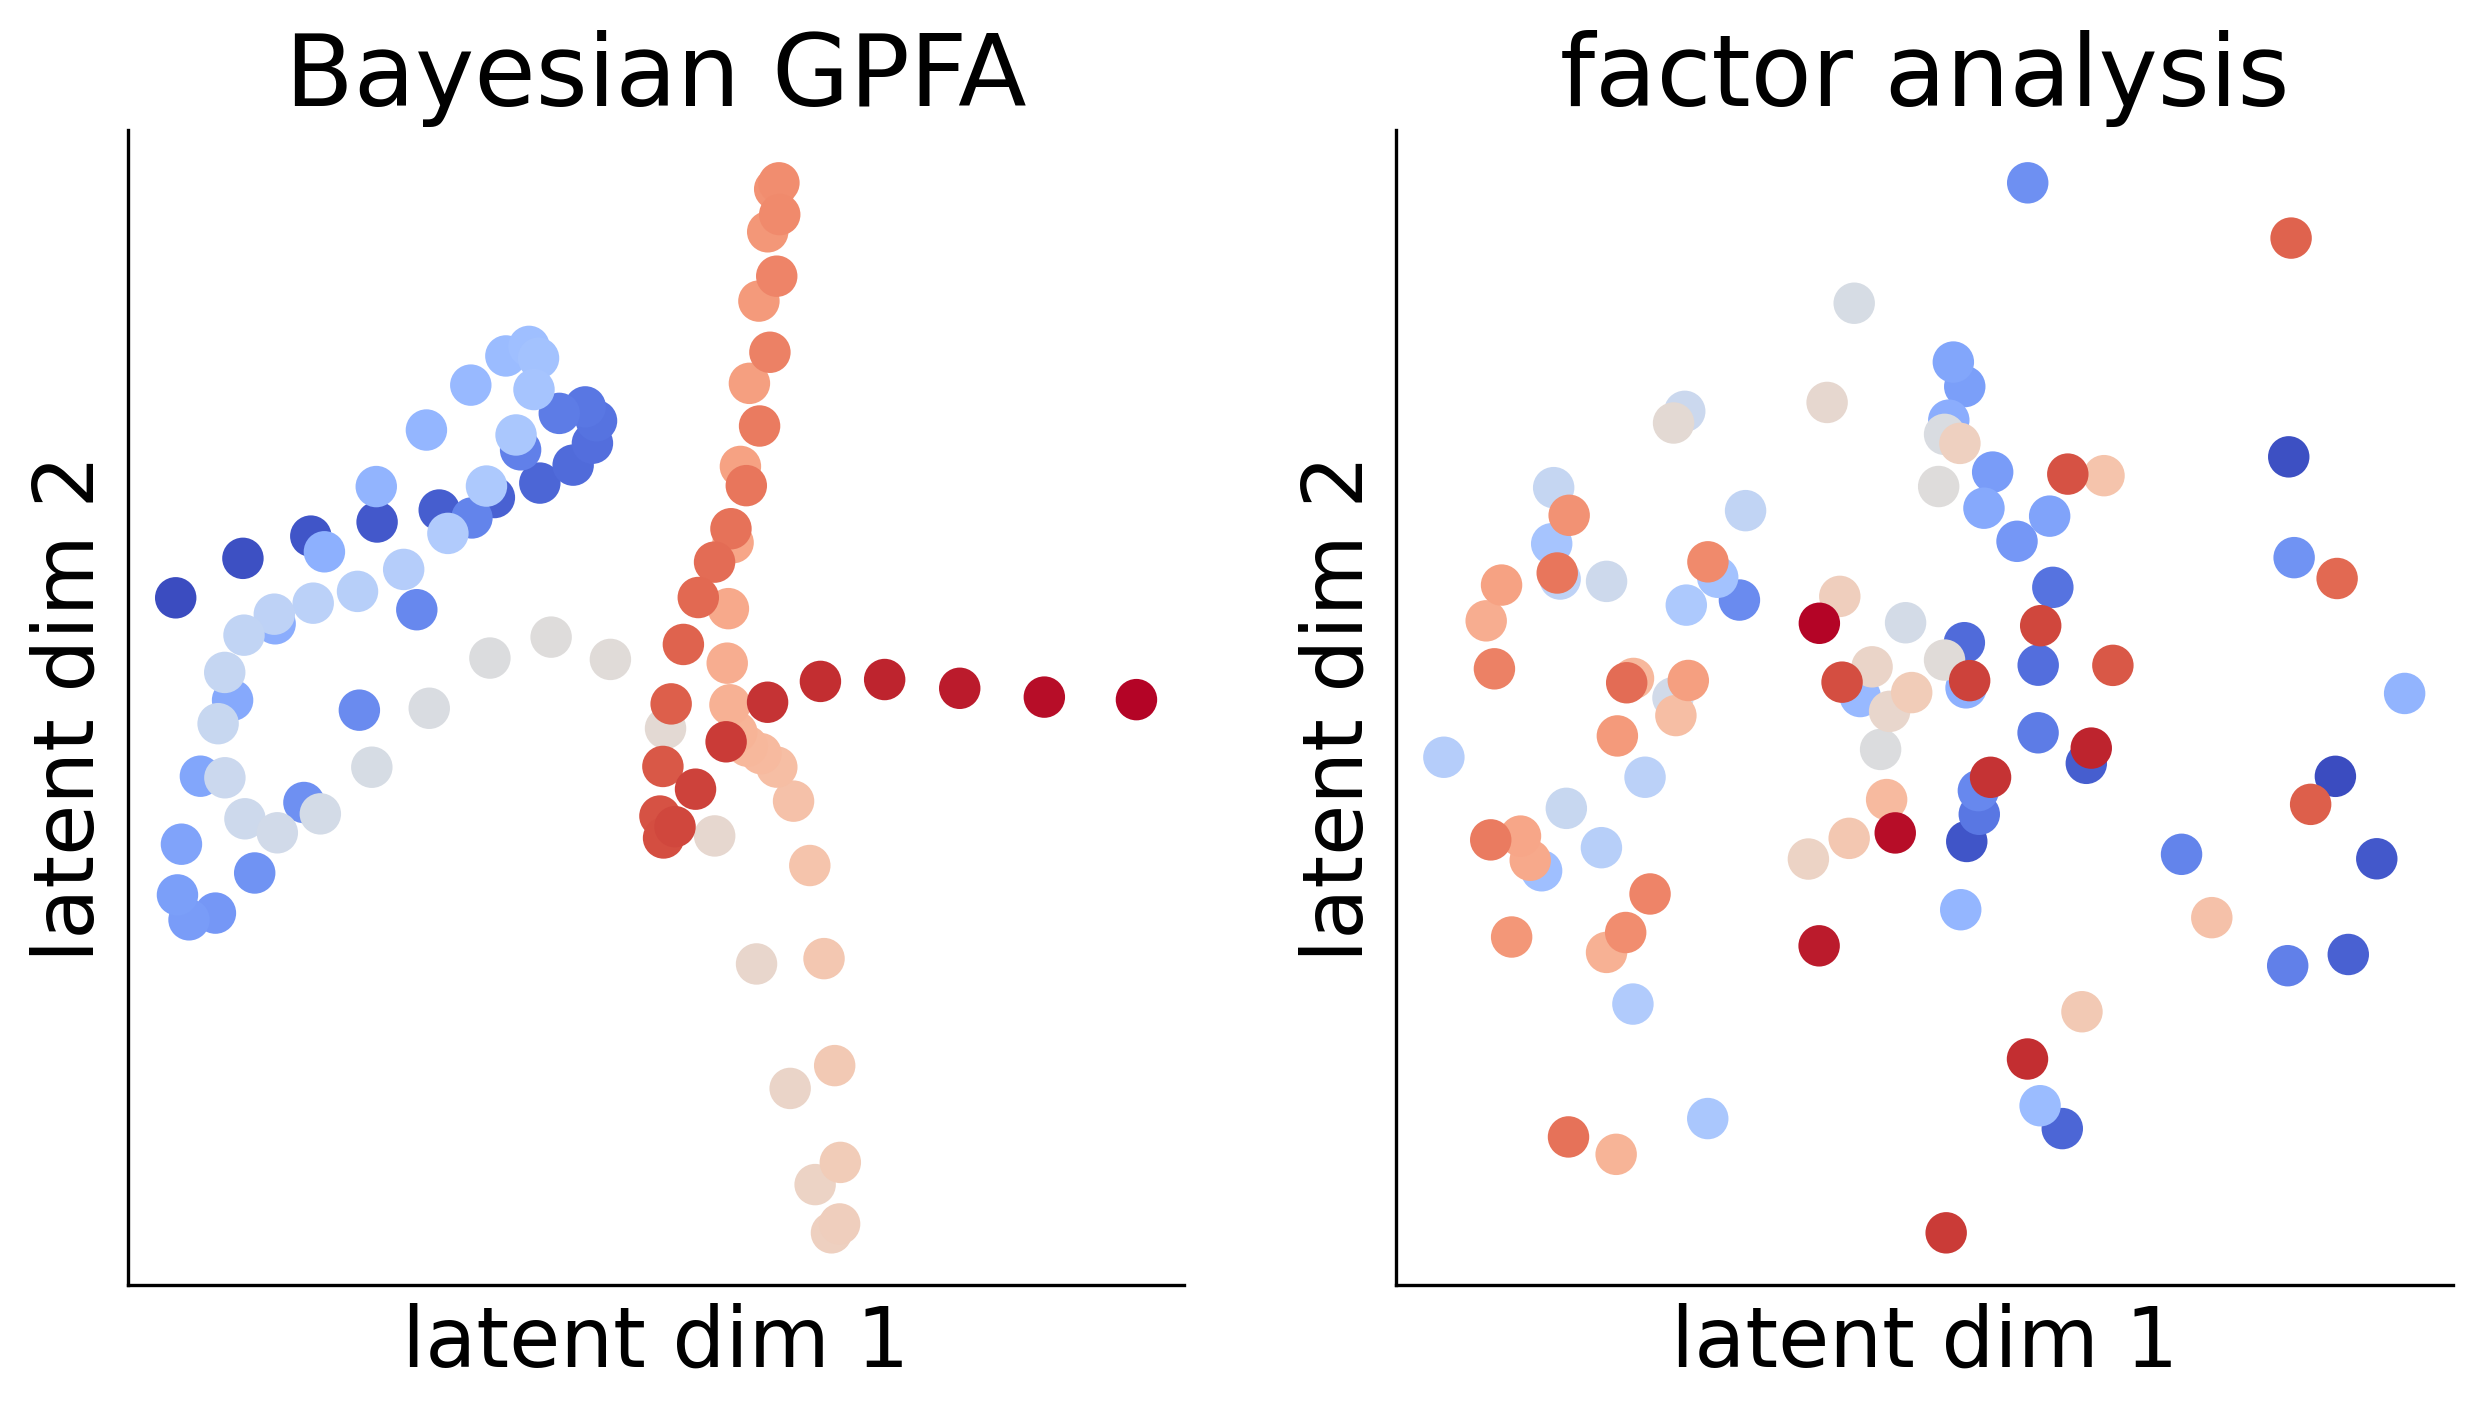 Bayesian GPFA
latent dim 2
latent dim 1
factor analysis
latent dim 2
latent dim 1